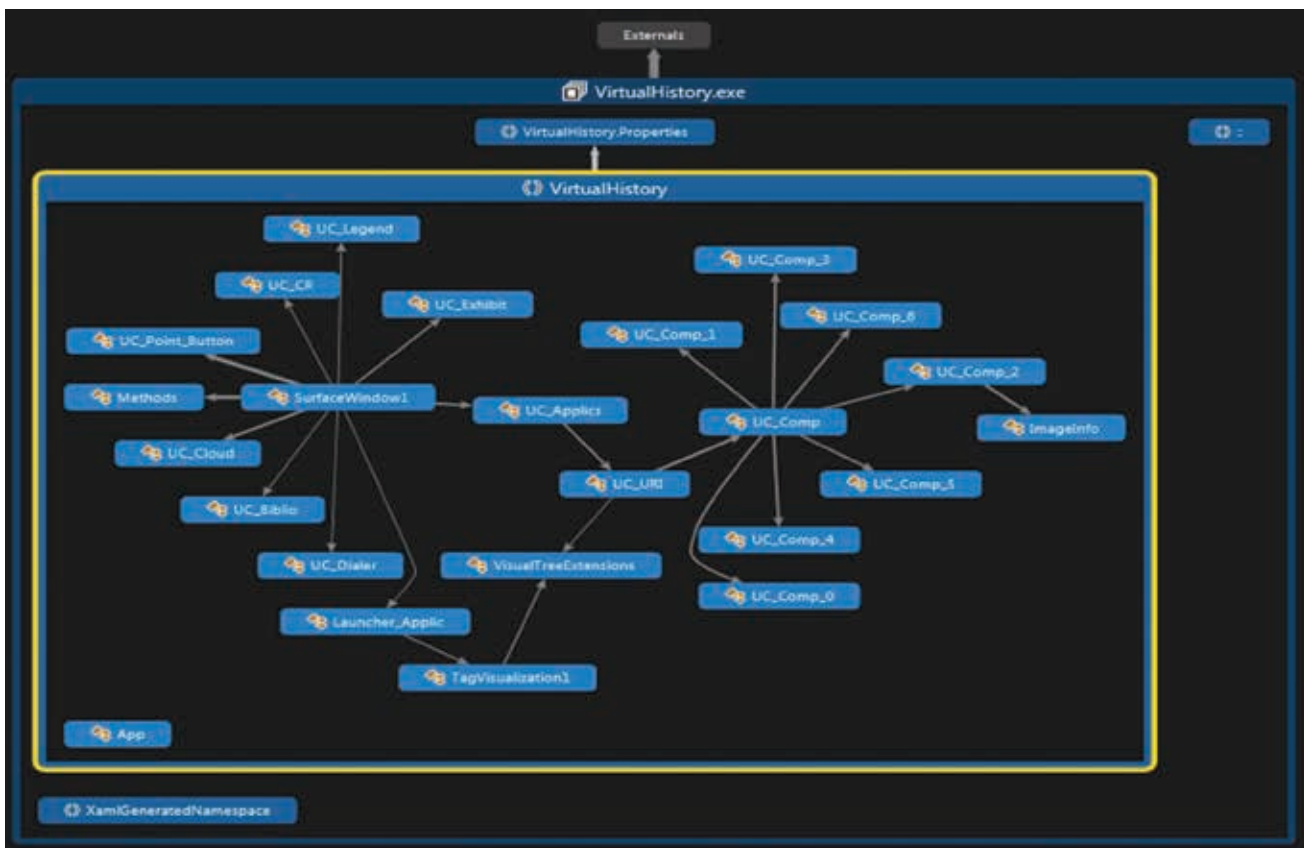 Externals
VirtualHistory.exe
VirtualHistory.Properties
:
VirtualHistory
UC_Legend
UC_Comp_3
UC_CR
UC_Exhibit
UC_Comp_6
UC_Comp_1
UC_Point_Button
UC_Comp_2
Methods
SurfaceWindow1
UC_Applics
UC_Comp
ImageInfo
UC_Cloud
UC_URI
UC_Comp_5
UC_Biblio
UC_Comp_4
UC_Dialer
VisualTreeExtensions
UC_Comp_0
Launcher_Applic
TagVisualization1
App
XamlGeneratedNamespace